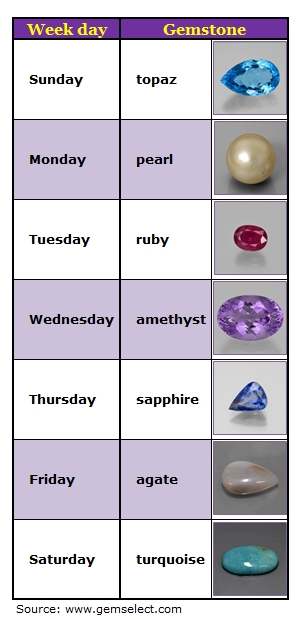 Week day Gemstone
Sunday topaz
Monday pearl
Tuesday ruby
Wednesday amethyst
Thursday sapphire
Friday agate
Saturday turquoise
Source: www.gemselect.com